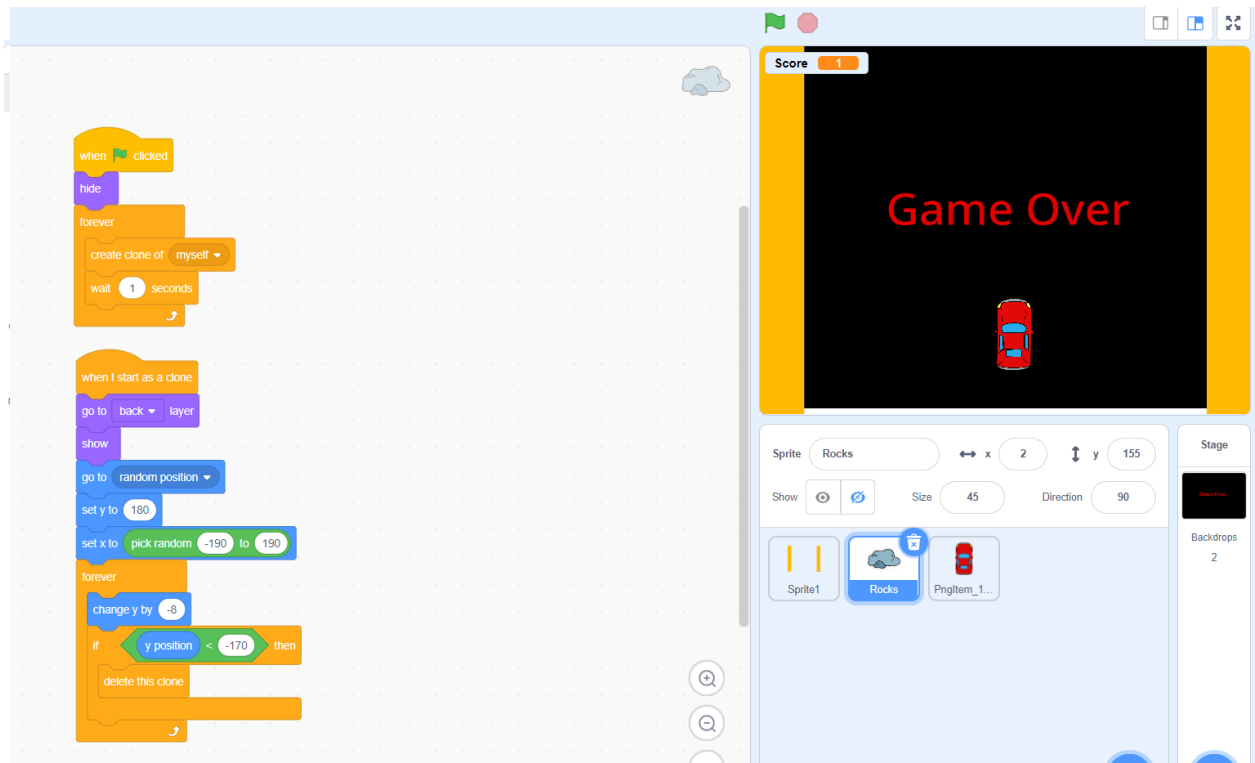 when clicked
hide
forever
create clone of myself
wait 1 seconds
when I start as a clone
go to back layer
show
go to random position
set y to 180
set x to pick random -190 to 190
forever
change y by -8
if y position < -170 then
delete this clone
Score 1
Game Over
Sprite Rocks x 2 y 155
Show Size 45 Direction 90
Sprite1
Rocks
PngItem_1...
Stage
Game Over
Backdrops
2